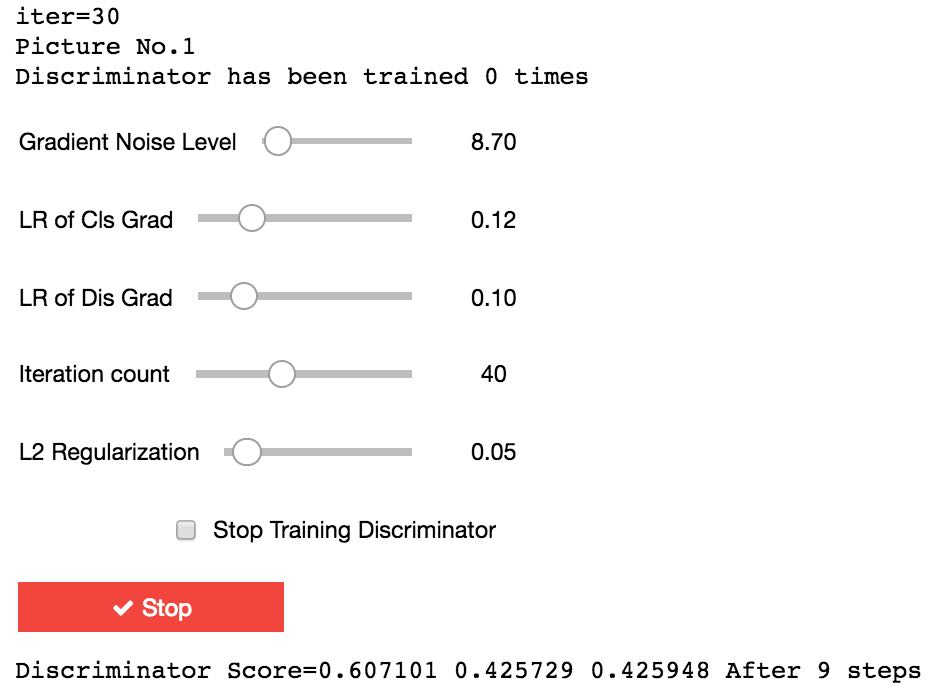 iter=30
Picture No.1
Discriminator has been trained 0 times
Gradient Noise Level 8.70
LR of Cls Grad 0.12
LR of Dis Grad 0.10
Iteration count 40
L2 Regularization 0.05
Stop Training Discriminator
Stop
Discriminator Score=0.607101 0.425729 0.425948 After 9 steps